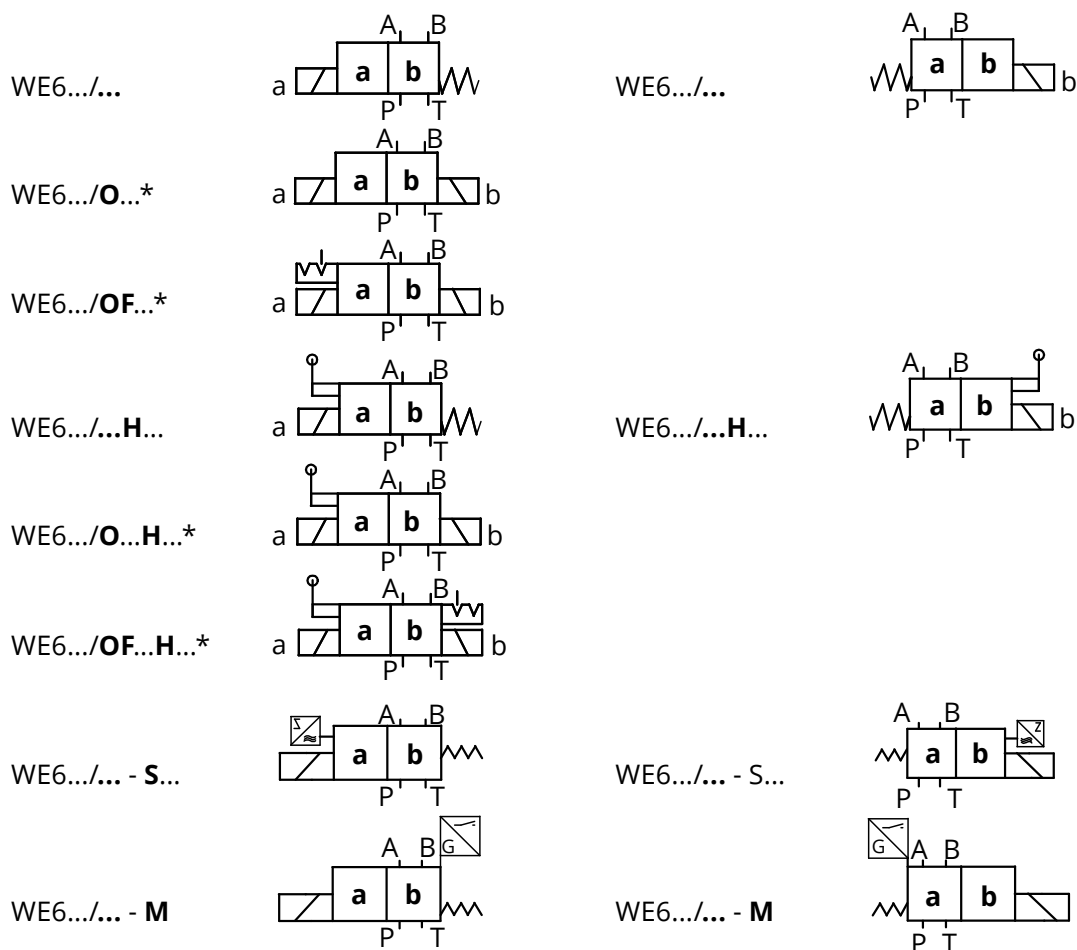 A B
WE6.../... a a b
P T
A B
WE6.../... a b b
P T
A B
WE6.../O...* a a b b
P T
A B
WE6.../OF...* a a b b
P T
A B
WE6.../...H... a a b
P T
A B
WE6.../...H... a b b
P T
A B
WE6.../O...H...* a a b b
P T
A B
WE6.../OF...H...* a a b b
P T
A B
WE6.../... - S... a b
P T
A B
WE6.../... - S... a b
P T
A B G
WE6.../... - M a b
P T
G A B
WE6.../... - M a b
P T